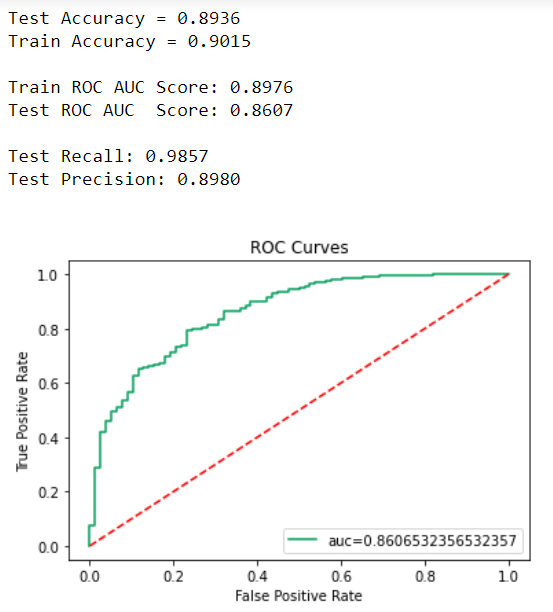 Test Accuracy = 0.8936
Train Accuracy = 0.9015
Train ROC AUC Score: 0.8976
Test ROC AUC  Score: 0.8607
Test Recall: 0.9857
Test Precision: 0.8980
ROC Curves
1.0
0.8
0.6
0.4
0.2
0.0
True Positive Rate
auc=0.8606532356532357
0.0 0.2 0.4 0.6 0.8 1.0
False Positive Rate